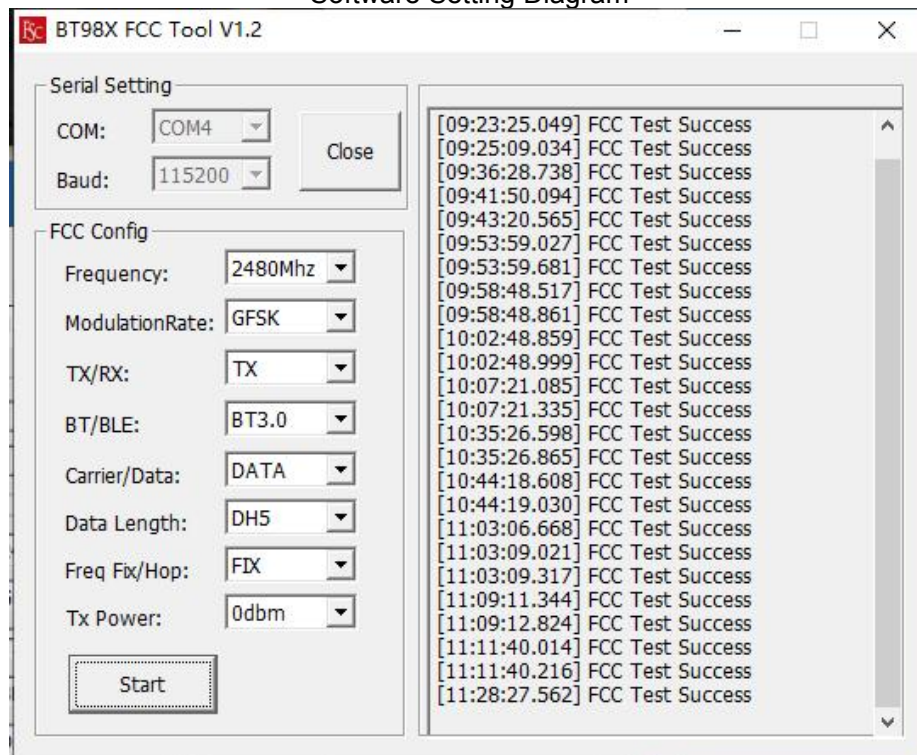 Software Setting Diagram
FSC BT98X FCC Tool V1.2
Serial Setting
COM: COM4
Baud: 115200
Close
FCC Config
Frequency: 2480Mhz
ModulationRate: GFSK
TX/RX: TX
BT/BLE: BT3.0
Carrier/Data: DATA
Data Length: DH5
Freq Fix/Hop: FIX
Tx Power: 0dbm
Start
[09:23:25.049] FCC Test Success
[09:25:09.034] FCC Test Success
[09:36:28.738] FCC Test Success
[09:41:50.094] FCC Test Success
[09:43:20.565] FCC Test Success
[09:53:59.027] FCC Test Success
[09:53:59.681] FCC Test Success
[09:58:48.517] FCC Test Success
[09:58:48.861] FCC Test Success
[10:02:48.859] FCC Test Success
[10:02:48.999] FCC Test Success
[10:07:21.085] FCC Test Success
[10:07:21.335] FCC Test Success
[10:35:26.598] FCC Test Success
[10:35:26.865] FCC Test Success
[10:44:18.608] FCC Test Success
[10:44:19.030] FCC Test Success
[11:03:06.668] FCC Test Success
[11:03:09.021] FCC Test Success
[11:03:09.317] FCC Test Success
[11:09:11.344] FCC Test Success
[11:09:12.824] FCC Test Success
[11:11:40.014] FCC Test Success
[11:11:40.216] FCC Test Success
[11:28:27.562] FCC Test Success